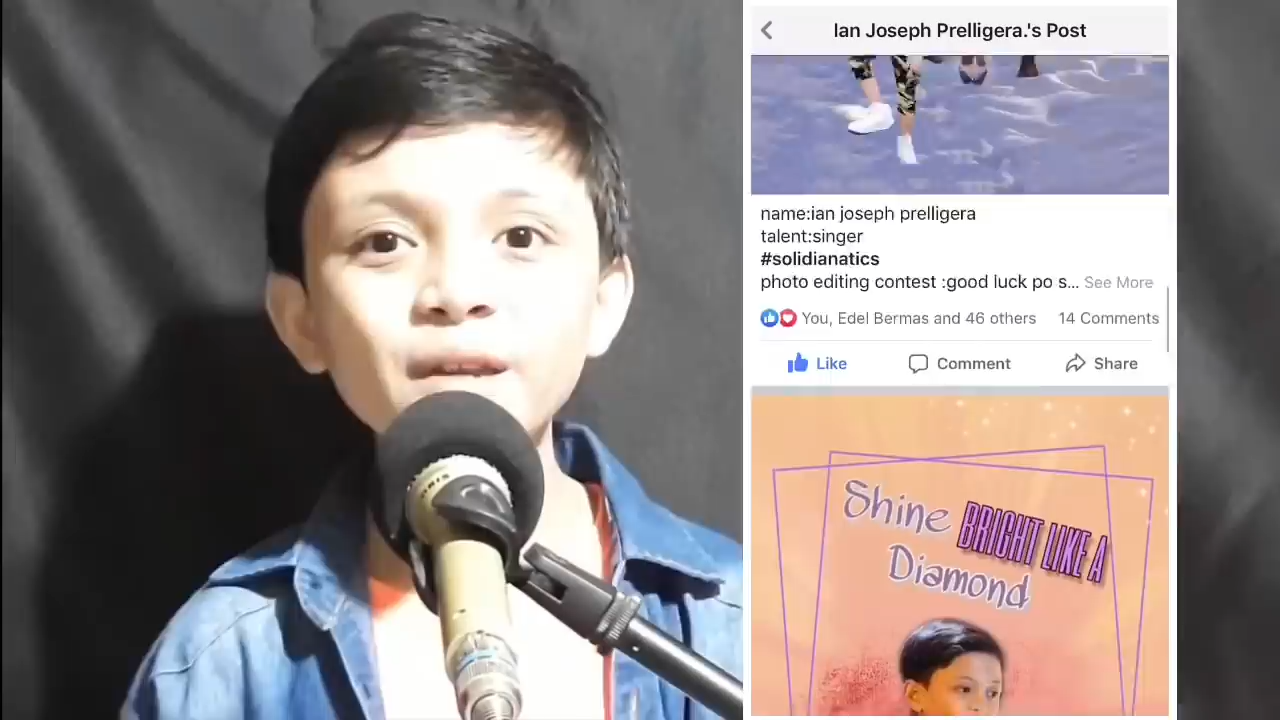 Ian Joseph Prelligera.'s Post
name:ian joseph prelligera
talent:singer
#solidianatics
photo editing contest :good luck po s... See More
You, Edel Bermas and 46 others 14 Comments
Like Comment Share
Shine BRIGHT LIKE A
Diamond